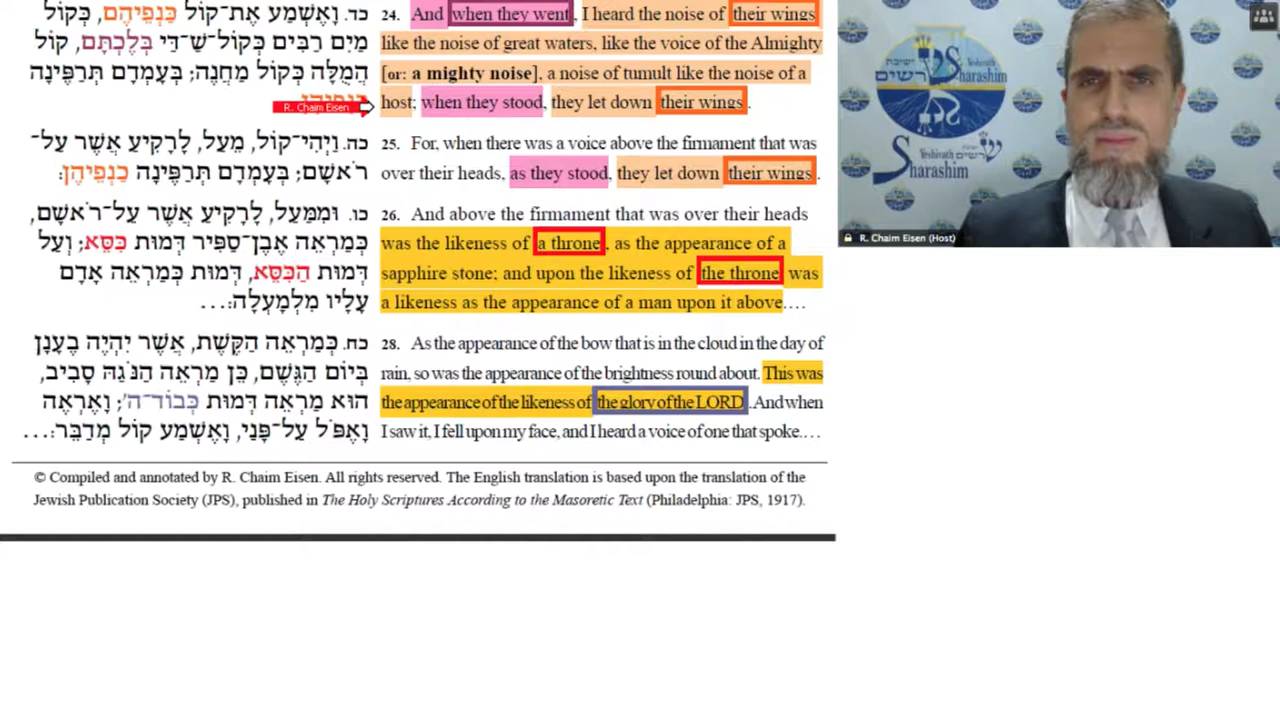 כד. וָאֶשְׁמַע אֶת־קוֹל כַּנְפֵיהֶם, כְּקוֹל
מַיִם רַבִּים כְּקוֹל־שַׁ־דַּי בְּלֶכְתָּם, קוֹל
הֲמֻלָּה כְּקוֹל מַחֲנֶה; בְּעָמְדָם תְּרַפֶּינָה
24. And when they went, I heard the noise of their wings
like the noise of great waters, like the voice of the Almighty
[or: a mighty noise], a noise of tumult like the noise of a
host; when they stood, they let down their wings.
R. Chaim Eisen
כה. וַיְהִי־קוֹל, מֵעַל, לָרָקִיעַ אֲשֶׁר עַל־
רֹאשָׁם; בְּעָמְדָם תְּרַפֶּינָה כַנְפֵיהֶן:
25. For, when there was a voice above the firmament that was
over their heads, as they stood, they let down their wings.
כו. וּמִמַּעַל, לָרָקִיעַ אֲשֶׁר עַל־רֹאשָׁם,
כְּמַרְאֵה אֶבֶן־סַפִּיר דְּמוּת כִּסֵּא; וְעַל
דְּמוּת הַכִּסֵּא, דְּמוּת כְּמַרְאֵה אָדָם
עָלָיו מִלְמָעְלָה:...
26. And above the firmament that was over their heads
was the likeness of a throne, as the appearance of a
sapphire stone; and upon the likeness of the throne was
a likeness as the appearance of a man upon it above....
כח. כְּמַרְאֵה הַקֶּשֶׁת, אֲשֶׁר יִהְיֶה בֶעָנָן
בְּיוֹם הַגֶּשֶׁם, כֵּן מַרְאֵה הַנֹּגַהּ סָבִיב,
הוּא מַרְאֵה דְּמוּת כְּבוֹד־ה'; וָאֶרְאֶה
וָאֶפֹּל עַל־פָּנַי, וָאֶשְׁמַע קוֹל מְדַבֵּר:...
28. As the appearance of the bow that is in the cloud in the day of
rain, so was the appearance of the brightness round about. This was
the appearance of the likeness of the glory of the LORD. And when
I saw it, I fell upon my face, and I heard a voice of one that spoke....
© Compiled and annotated by R. Chaim Eisen. All rights reserved. The English translation is based upon the translation of the
Jewish Publication Society (JPS), published in The Holy Scriptures According to the Masoretic Text (Philadelphia: JPS, 1917).
ישיבת
שרשים
Yeshivath
Sharashim
Yeshivath
Sharashim
R. Chaim Eisen (Host)